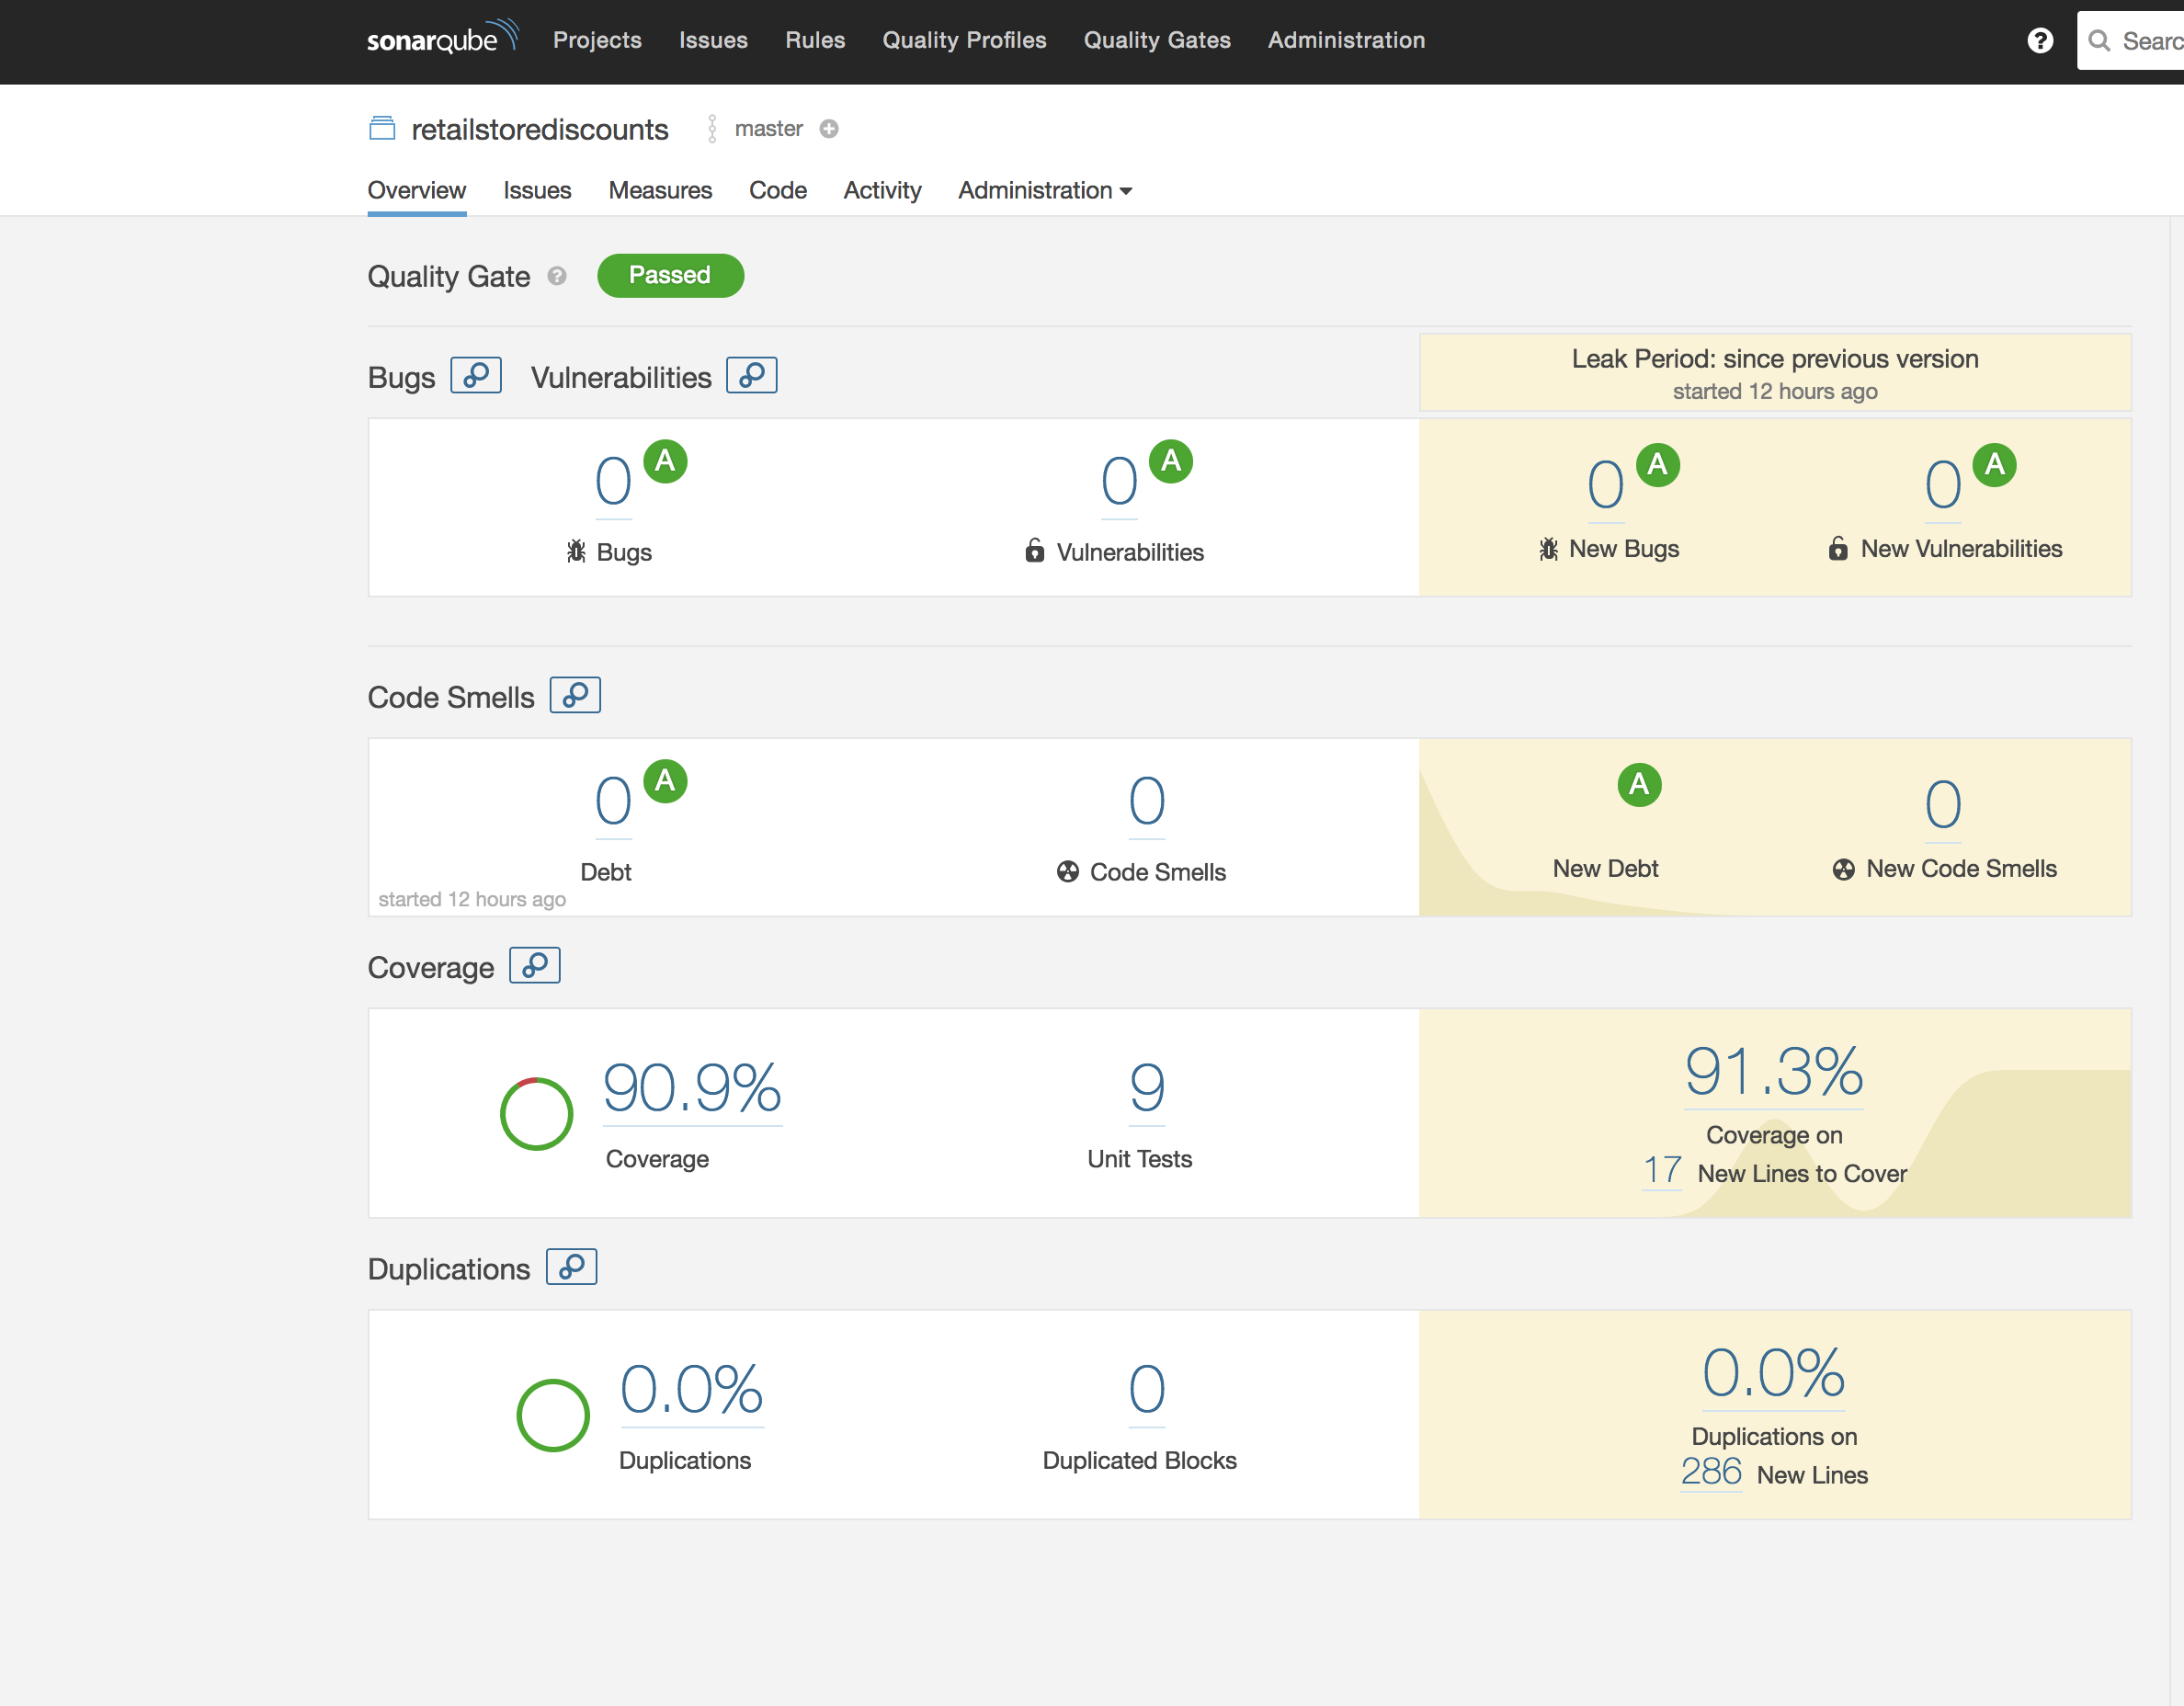 sonarqube Projects Issues Rules Quality Profiles Quality Gates Administration ? Searc
retailstorediscounts master
Overview Issues Measures Code Activity Administration
Quality Gate ? Passed
Bugs Vulnerabilities
Leak Period: since previous version
started 12 hours ago
0 A 0 A 0 A 0 A
Bugs Vulnerabilities New Bugs New Vulnerabilities
Code Smells
0 A 0 A 0
Debt Code Smells New Debt New Code Smells
started 12 hours ago
Coverage
90.9% 9 91.3%
Coverage Unit Tests Coverage on
17 New Lines to Cover
Duplications
0.0% 0 0.0%
Duplications Duplicated Blocks Duplications on
286 New Lines